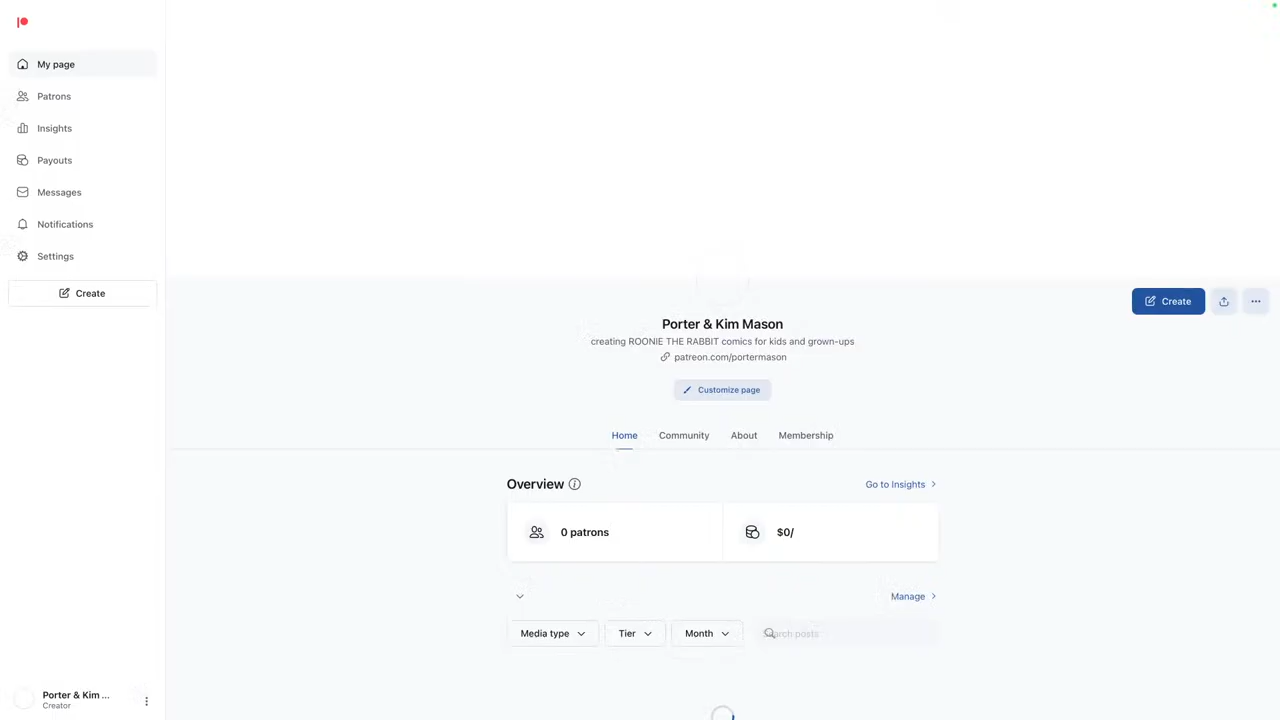 My page
Patrons
Insights
Payouts
Messages
Notifications
Settings
Create
Create
Porter & Kim Mason
creating ROONIE THE RABBIT comics for kids and grown-ups
patreon.com/portermason
Customize page
Home
Community
About
Membership
Overview
Go to Insights
0 patrons
$0/
Manage
Media type
Tier
Month
Search posts
Porter & Kim ...
Creator